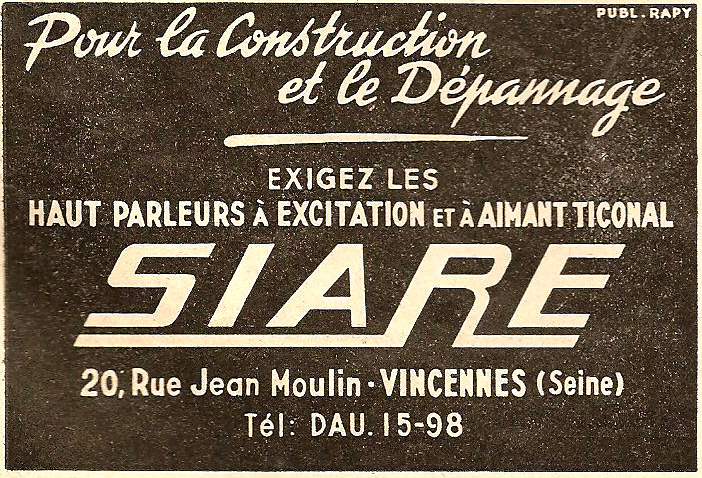 PUBL. RAPY
Pour la Construction
et le Dépannage
EXIGEZ LES
HAUT PARLEURS À EXCITATION ET À AIMANT TICONAL
SIARE
20, Rue Jean Moulin · VINCENNES (Seine)
Tél: DAU. 15-98